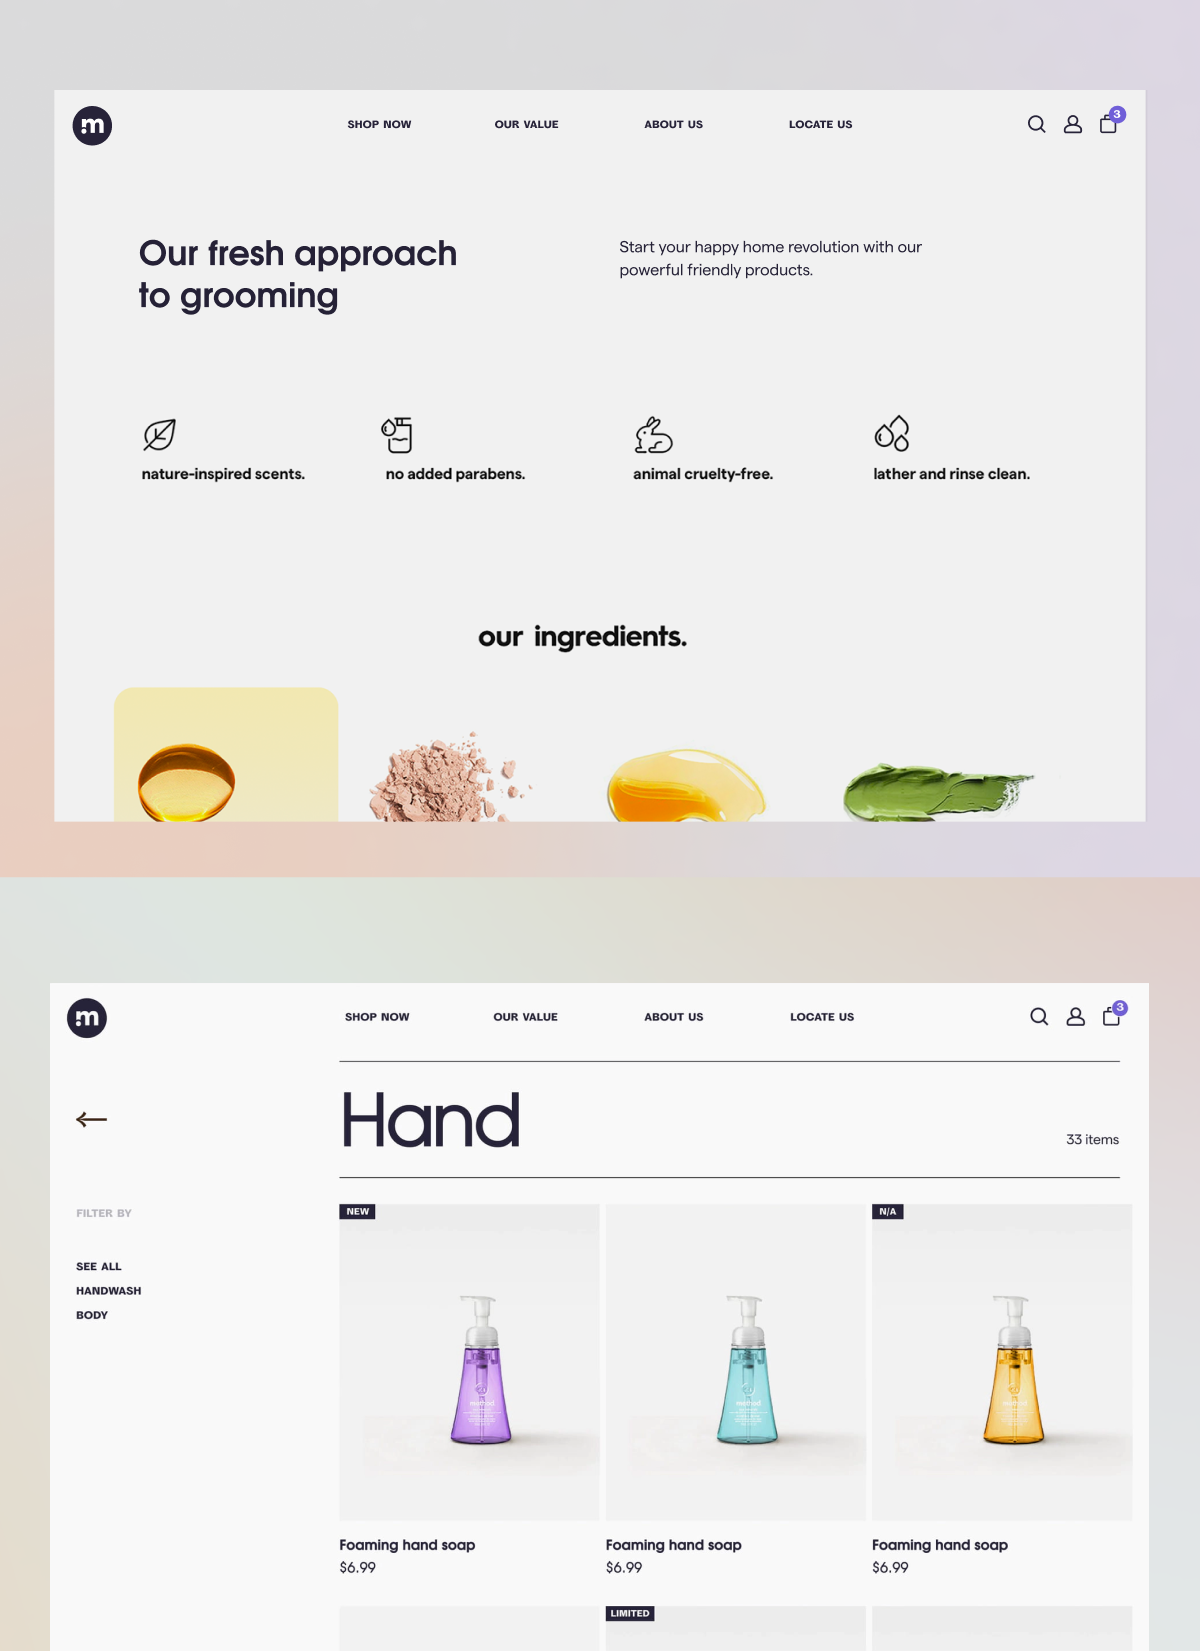 m
SHOP NOW
OUR VALUE
ABOUT US
LOCATE US
3
Our fresh approach
to grooming
Start your happy home revolution with our
powerful friendly products.
nature-inspired scents.
no added parabens.
animal cruelty-free.
lather and rinse clean.
our ingredients.
m
SHOP NOW
OUR VALUE
ABOUT US
LOCATE US
3
Hand
33 items
FILTER BY
SEE ALL
HANDWASH
BODY
NEW
N/A
method
method
method
Foaming hand soap
$6.99
Foaming hand soap
$6.99
Foaming hand soap
$6.99
LIMITED